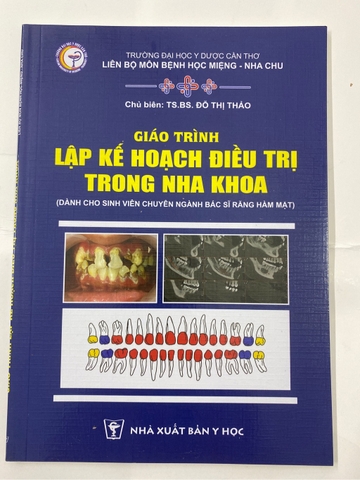 TRƯỜNG ĐẠI HỌC Y DƯỢC CẦN THƠ
LIÊN BỘ MÔN BỆNH HỌC MIỆNG - NHA CHU
Chủ biên: TS.BS. ĐỖ THỊ THẢO
GIÁO TRÌNH
LẬP KẾ HOẠCH ĐIỀU TRỊ
TRONG NHA KHOA
(DÀNH CHO SINH VIÊN CHUYÊN NGÀNH BÁC SĨ RĂNG HÀM MẶT)
NHÀ XUẤT BẢN Y HỌC